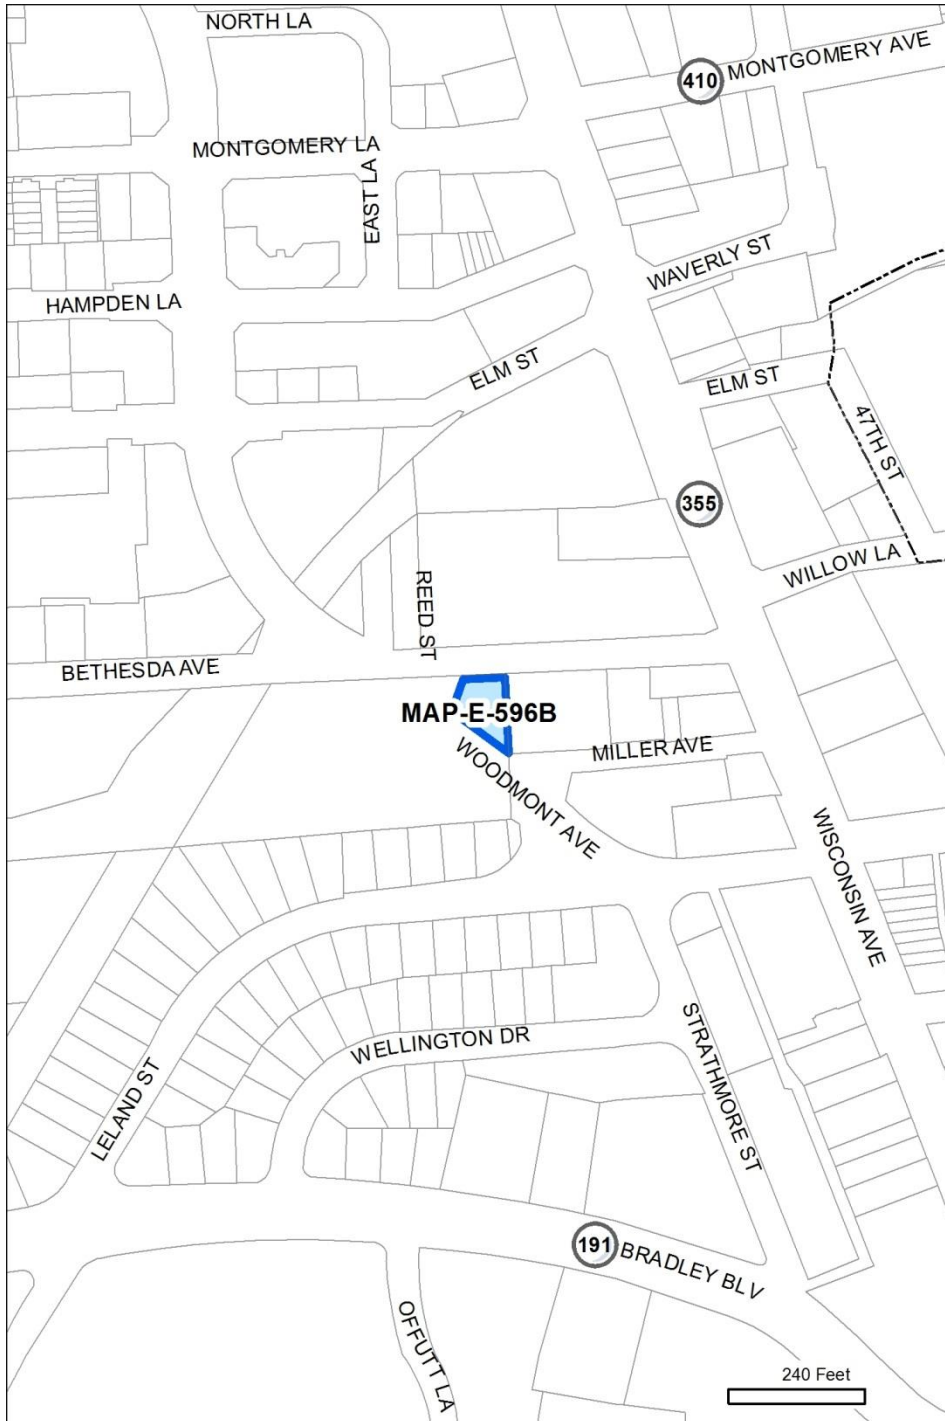 NORTH LA
410
MONTGOMERY AVE
MONTGOMERY LA
EAST LA
WAVERLY ST
HAMPDEN LA
ELM ST
ELM ST
47TH ST
355
WILLOW LA
REED ST
BETHESDA AVE
MAP-E-596B
MILLER AVE
WOODMONT AVE
WISCONSIN AVE
WELLINGTON DR
STRATHMORE ST
LELAND ST
191
BRADLEY BLV
OFFUTT LA
240 Feet